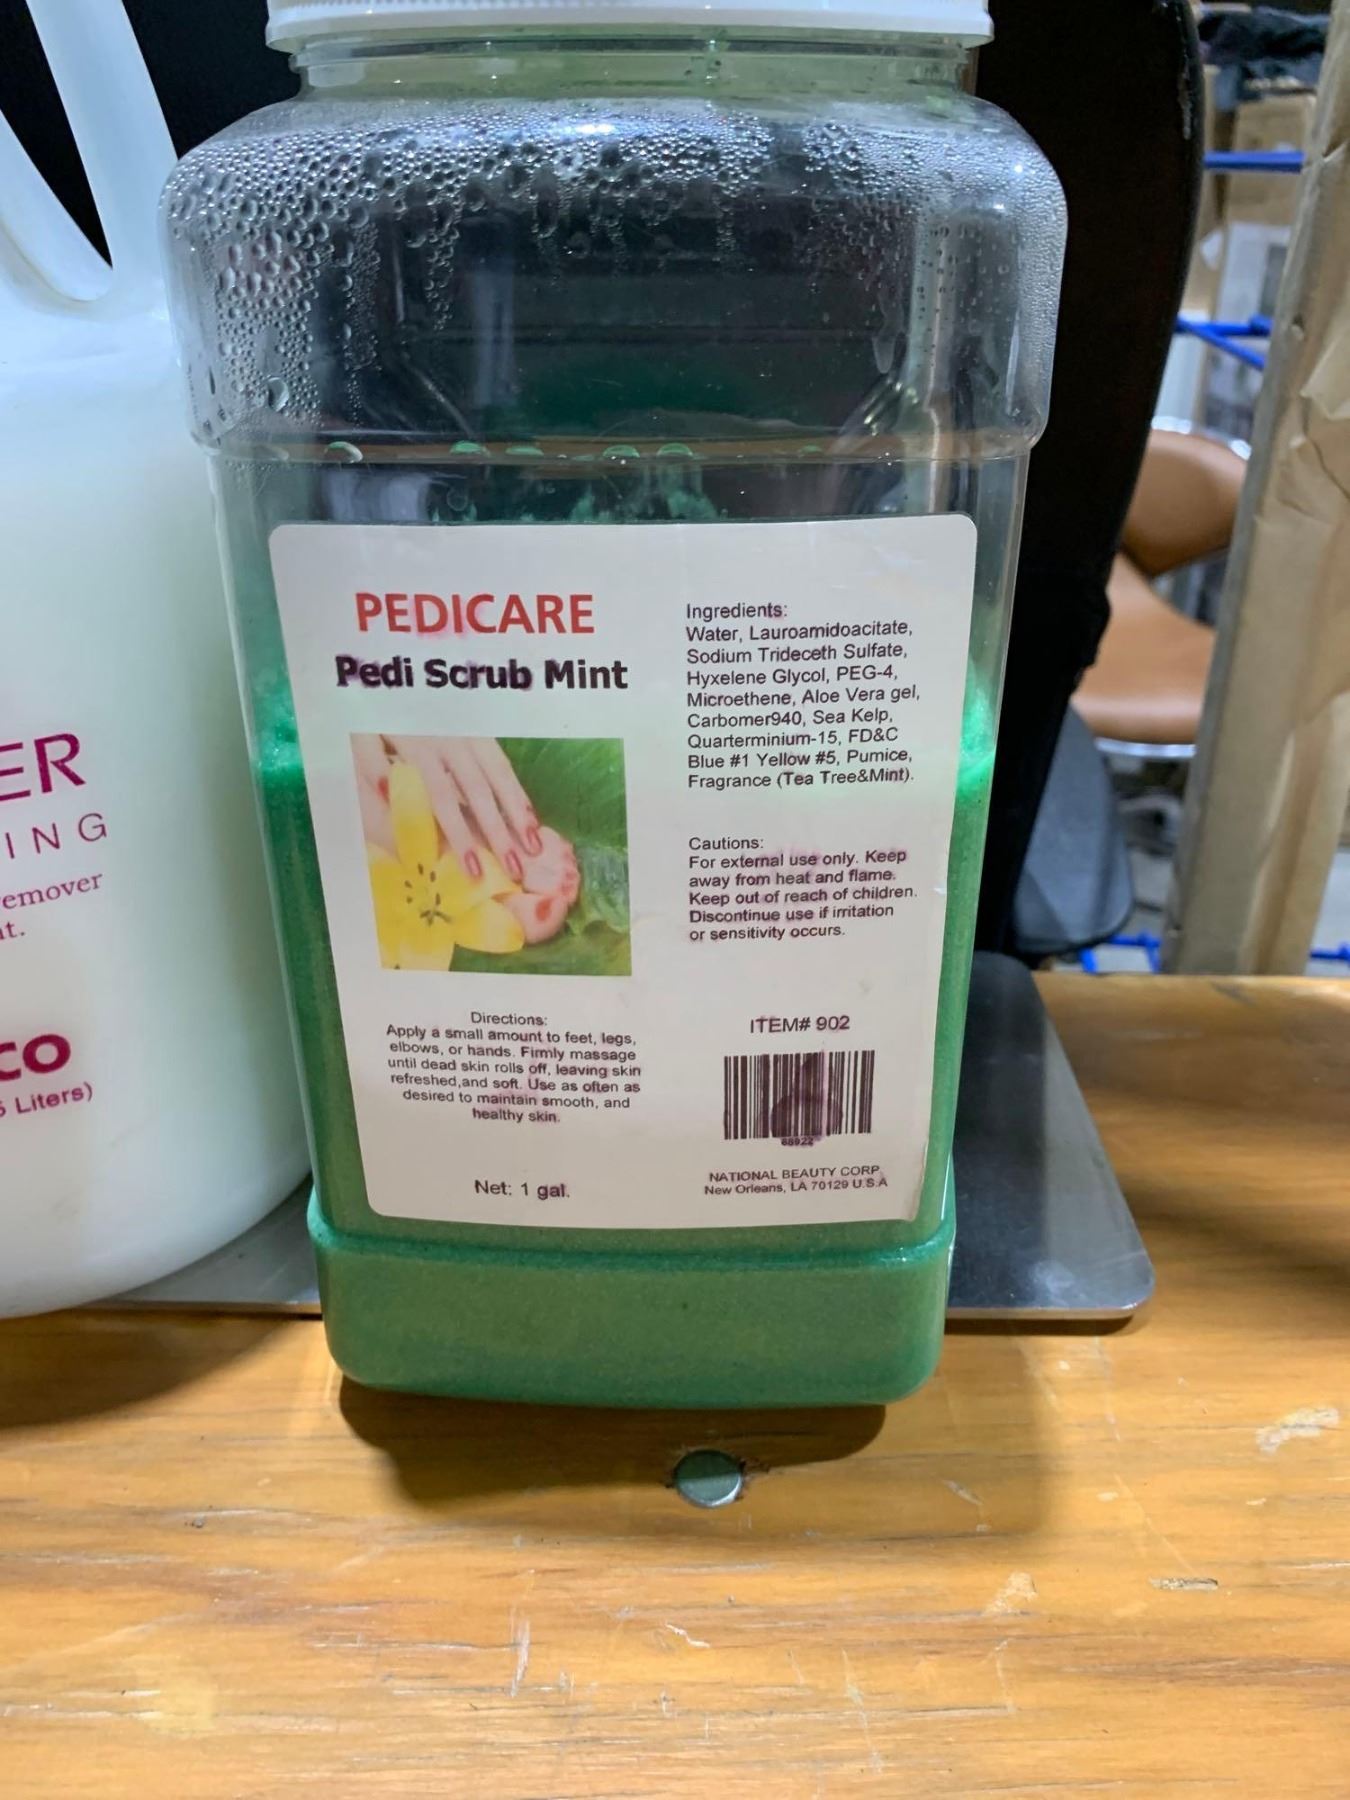 ER
ING
emover
t.
co
5 Liters)
PEDICARE
Pedi Scrub Mint
Ingredients:
Water, Lauroamidoacitate,
Sodium Trideceth Sulfate,
Hyxelene Glycol, PEG-4,
Microethene, Aloe Vera gel,
Carbomer940, Sea Kelp,
Quarterminium-15, FD&C
Blue #1 Yellow #5, Pumice,
Fragrance (Tea Tree&Mint).
Cautions:
For external use only. Keep
away from heat and flame.
Keep out of reach of children.
Discontinue use if irritation
or sensitivity occurs.
Directions:
Apply a small amount to feet, legs,
elbows, or hands. Firmly massage
until dead skin rolls off, leaving skin
refreshed,and soft. Use as often as
desired to maintain smooth, and
healthy skin.
Net: 1 gal.
ITEM# 902
68922
NATIONAL BEAUTY CORP
New Orleans, LA 70129 U.S.A